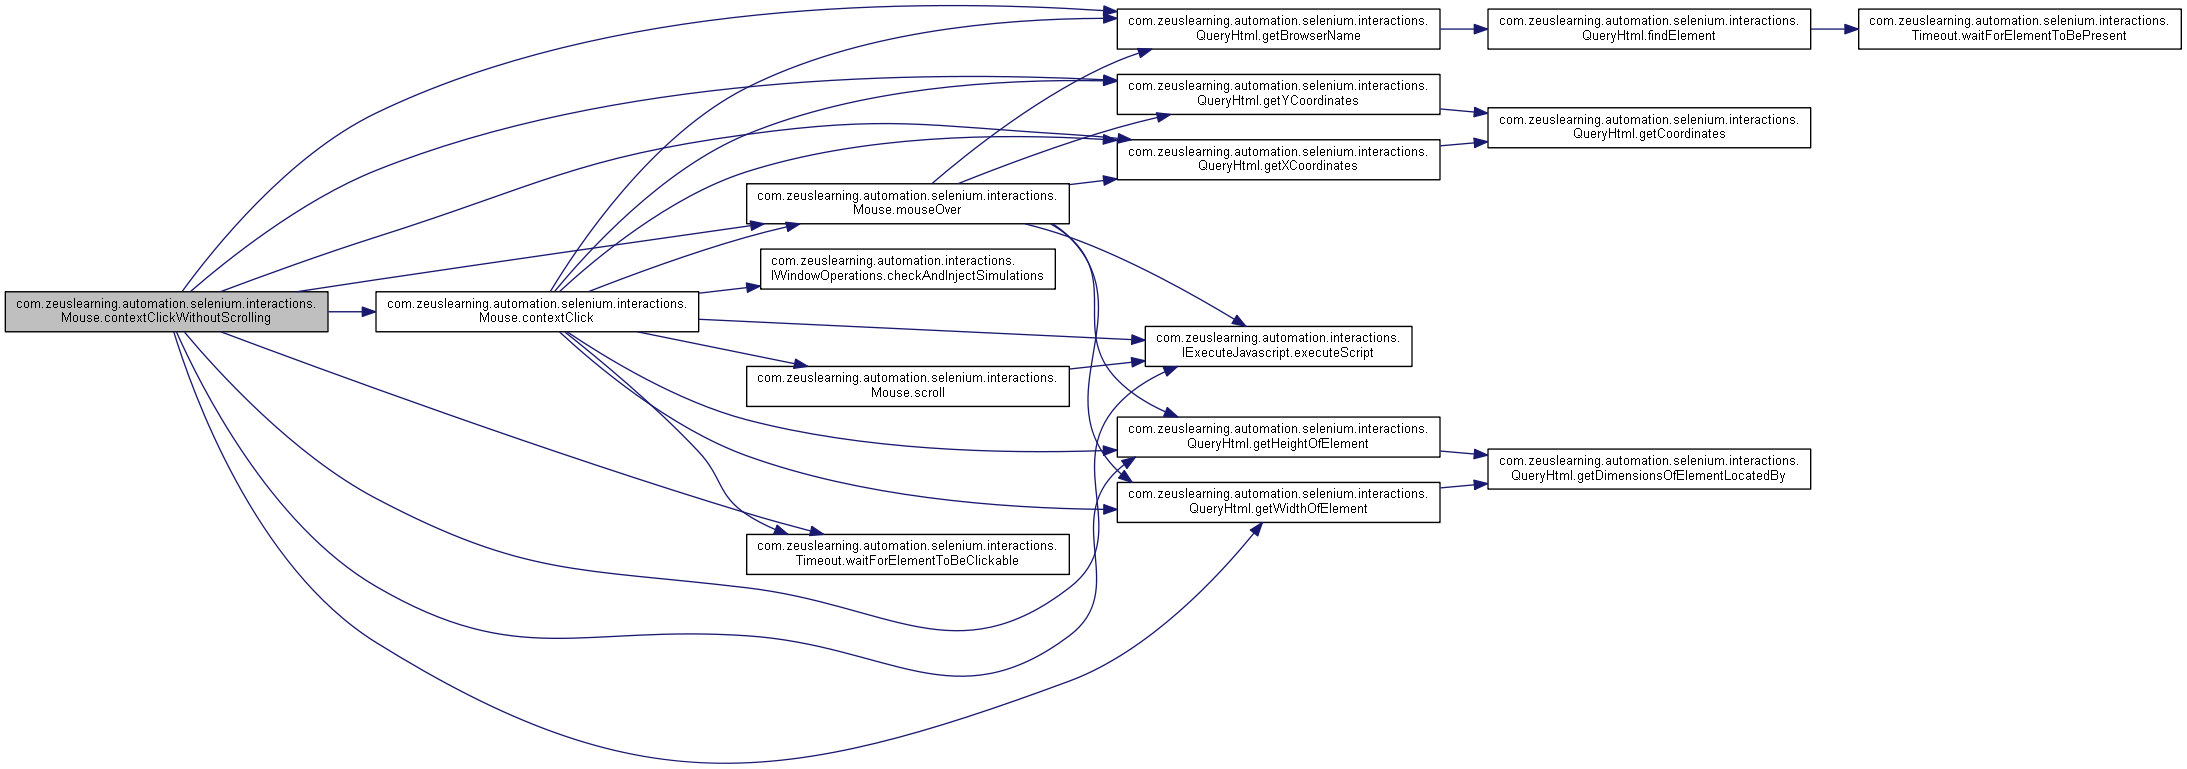 com.zeuslearning.automation.selenium.interactions.
Mouse.contextClickWithoutScrolling
com.zeuslearning.automation.selenium.interactions.
Mouse.contextClick
com.zeuslearning.automation.selenium.interactions.
Mouse.mouseOver
com.zeuslearning.automation.interactions.
IWindowOperations.checkAndInjectSimulations
com.zeuslearning.automation.selenium.interactions.
Mouse.scroll
com.zeuslearning.automation.selenium.interactions.
Timeout.waitForElementToBeClickable
com.zeuslearning.automation.selenium.interactions.
QueryHtml.getBrowserName
com.zeuslearning.automation.selenium.interactions.
QueryHtml.getYCoordinates
com.zeuslearning.automation.selenium.interactions.
QueryHtml.getXCoordinates
com.zeuslearning.automation.interactions.
IExecuteJavascript.executeScript
com.zeuslearning.automation.selenium.interactions.
QueryHtml.getHeightOfElement
com.zeuslearning.automation.selenium.interactions.
QueryHtml.getWidthOfElement
com.zeuslearning.automation.selenium.interactions.
QueryHtml.findElement
com.zeuslearning.automation.selenium.interactions.
QueryHtml.getCoordinates
com.zeuslearning.automation.selenium.interactions.
QueryHtml.getDimensionsOfElementLocatedBy
com.zeuslearning.automation.selenium.interactions.
Timeout.waitForElementToBePresent